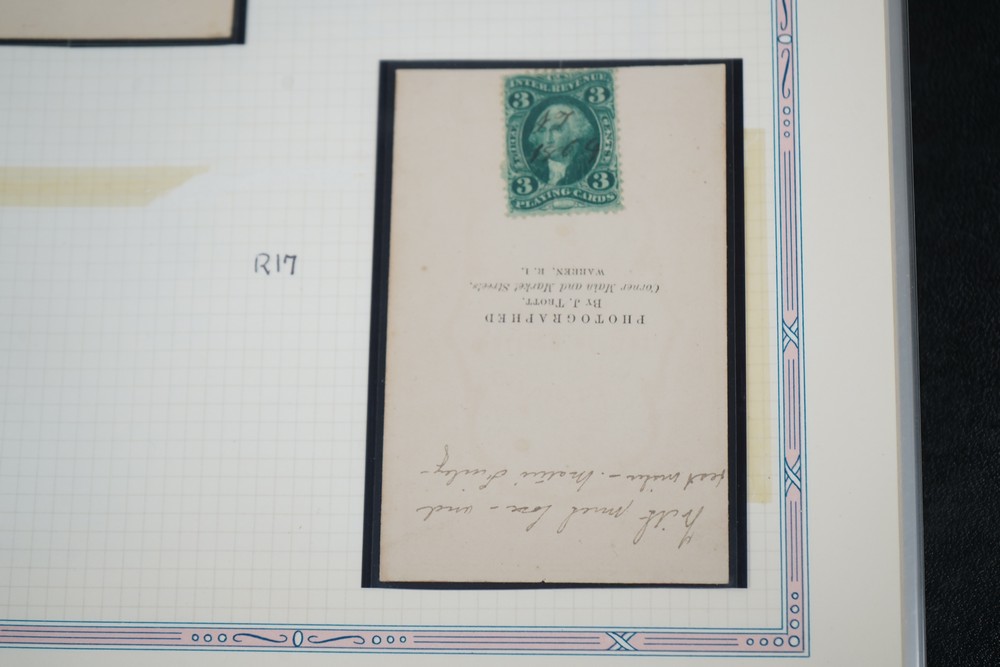 U.S.
INTER. REVENUE
3 3
THREE CENTS
3 3
PLAYING CARDS
R17
PHOTOGRAPHED
BY J. TROTT,
Corner Main and Market Streets,
WARREN, R. I.
With much love - and
best wishes -